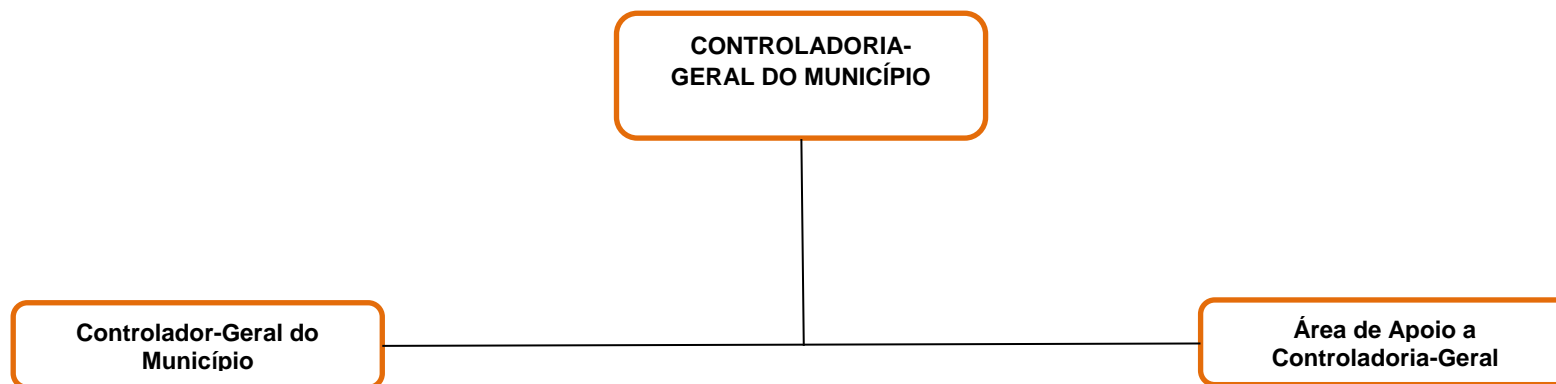 CONTROLADORIA-
GERAL DO MUNICÍPIO
Controlador-Geral do
Município
Área de Apoio a
Controladoria-Geral